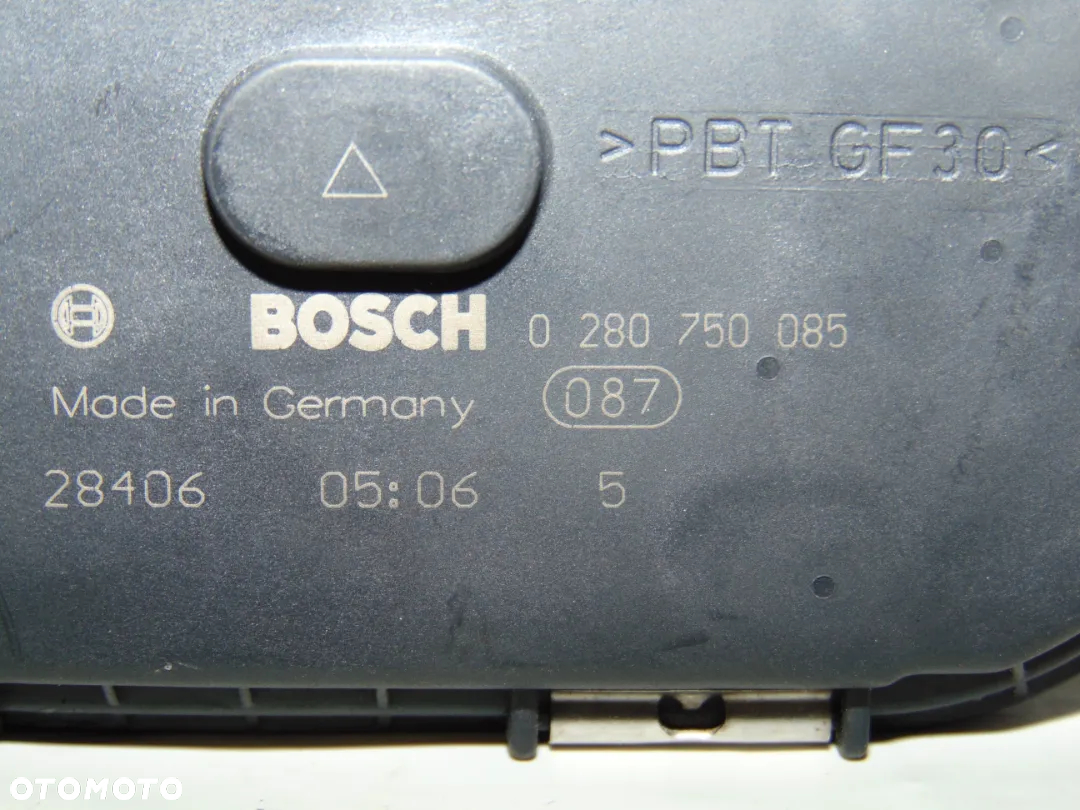 >PBT GF30<
BOSCH 0 280 750 085
Made in Germany 087
28406 05:06 5
OTOMOTO